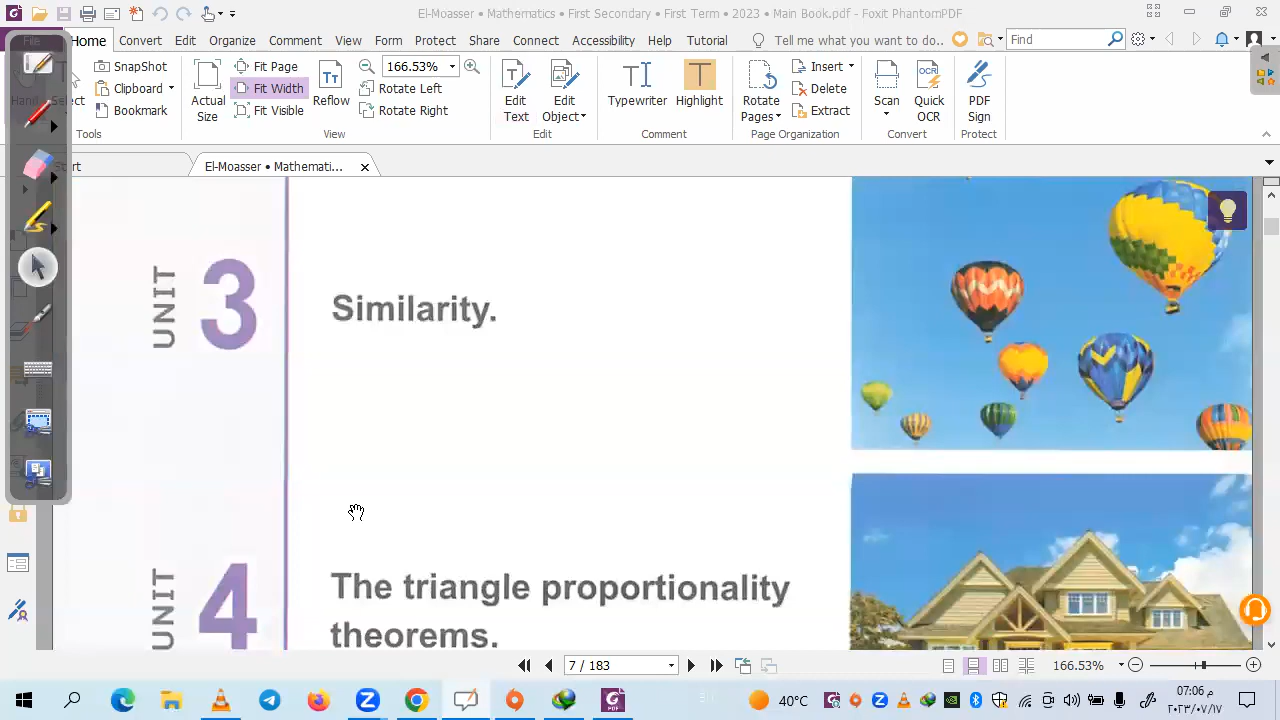 El-Moasser • Mathematics • First Secondary • First Term • 2023 • Main Book.pdf - Foxit PhantomPDF
File Home Convert Edit Organize Comment View Form Protect Share Connect Accessibility Help Tutorial Tell me what you want to do.. Find
Hand Select
SnapShot
Clipboard
Bookmark
Actual Size
Fit Page
Fit Width
Fit Visible
Reflow
166.53%
Rotate Left
Rotate Right
Edit Text
Edit Object
Typewriter
Highlight
Rotate Pages
Insert
Delete
Extract
Scan
Quick OCR
PDF Sign
Tools View Edit Comment Page Organization Convert Protect
Start El-Moasser • Mathemati...
UNIT 3
Similarity.
UNIT 4
The triangle proportionality
theorems.
7 / 183
166.53%
40°C
07:06 م
٢٠٢٣/٠٧/١٧